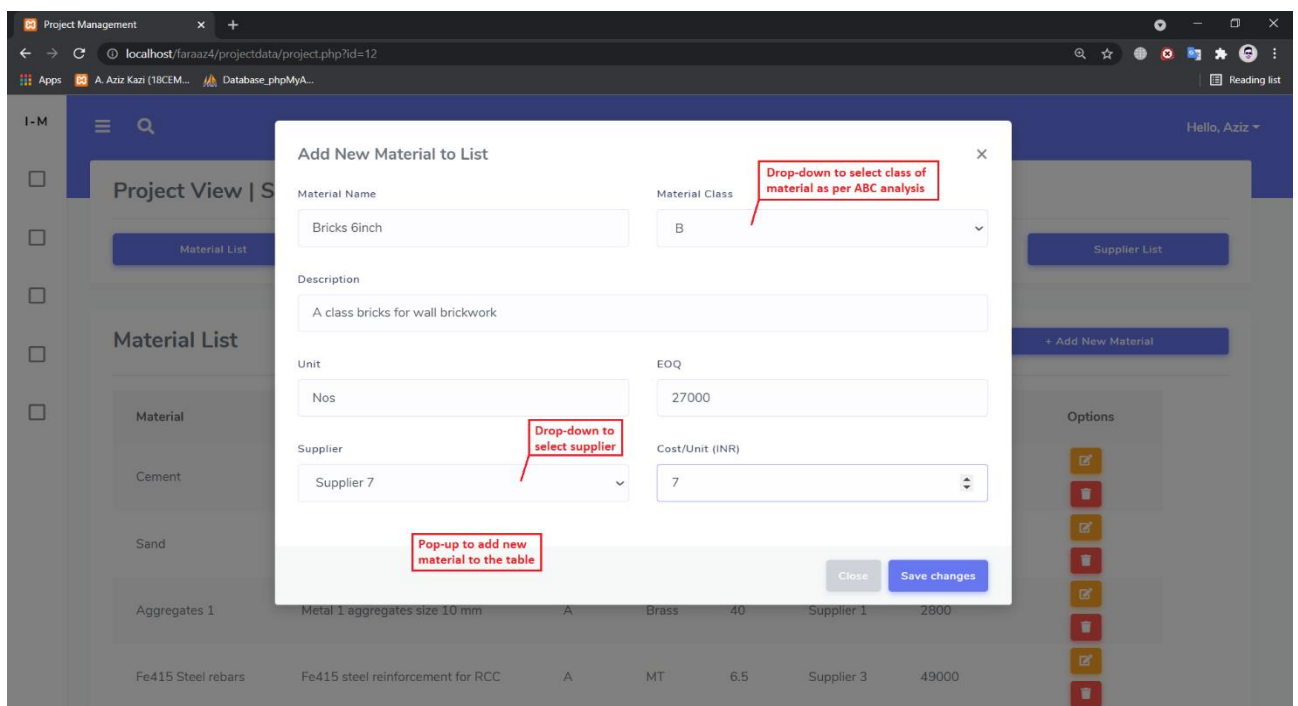 Project Management
localhost/faraaz4/projectdata/project.php?id=12
Apps A. Aziz Kazi (18CEM... Database_phpMyA... Reading list
I-M
Hello, Aziz
Project View | S
Material List
Supplier List
Add New Material to List
Material Name
Bricks 6inch
Material Class
B
Drop-down to select class of
material as per ABC analysis
Description
A class bricks for wall brickwork
Unit
Nos
EOQ
27000
Supplier
Supplier 7
Drop-down to
select supplier
Cost/Unit (INR)
7
Pop-up to add new
material to the table
Close
Save changes
Material List
+ Add New Material
Material
Options
Cement
Sand
Aggregates 1 Metal 1 aggregates size 10 mm A Brass 40 Supplier 1 2800
Fe415 Steel rebars Fe415 steel reinforcement for RCC A MT 6.5 Supplier 3 49000